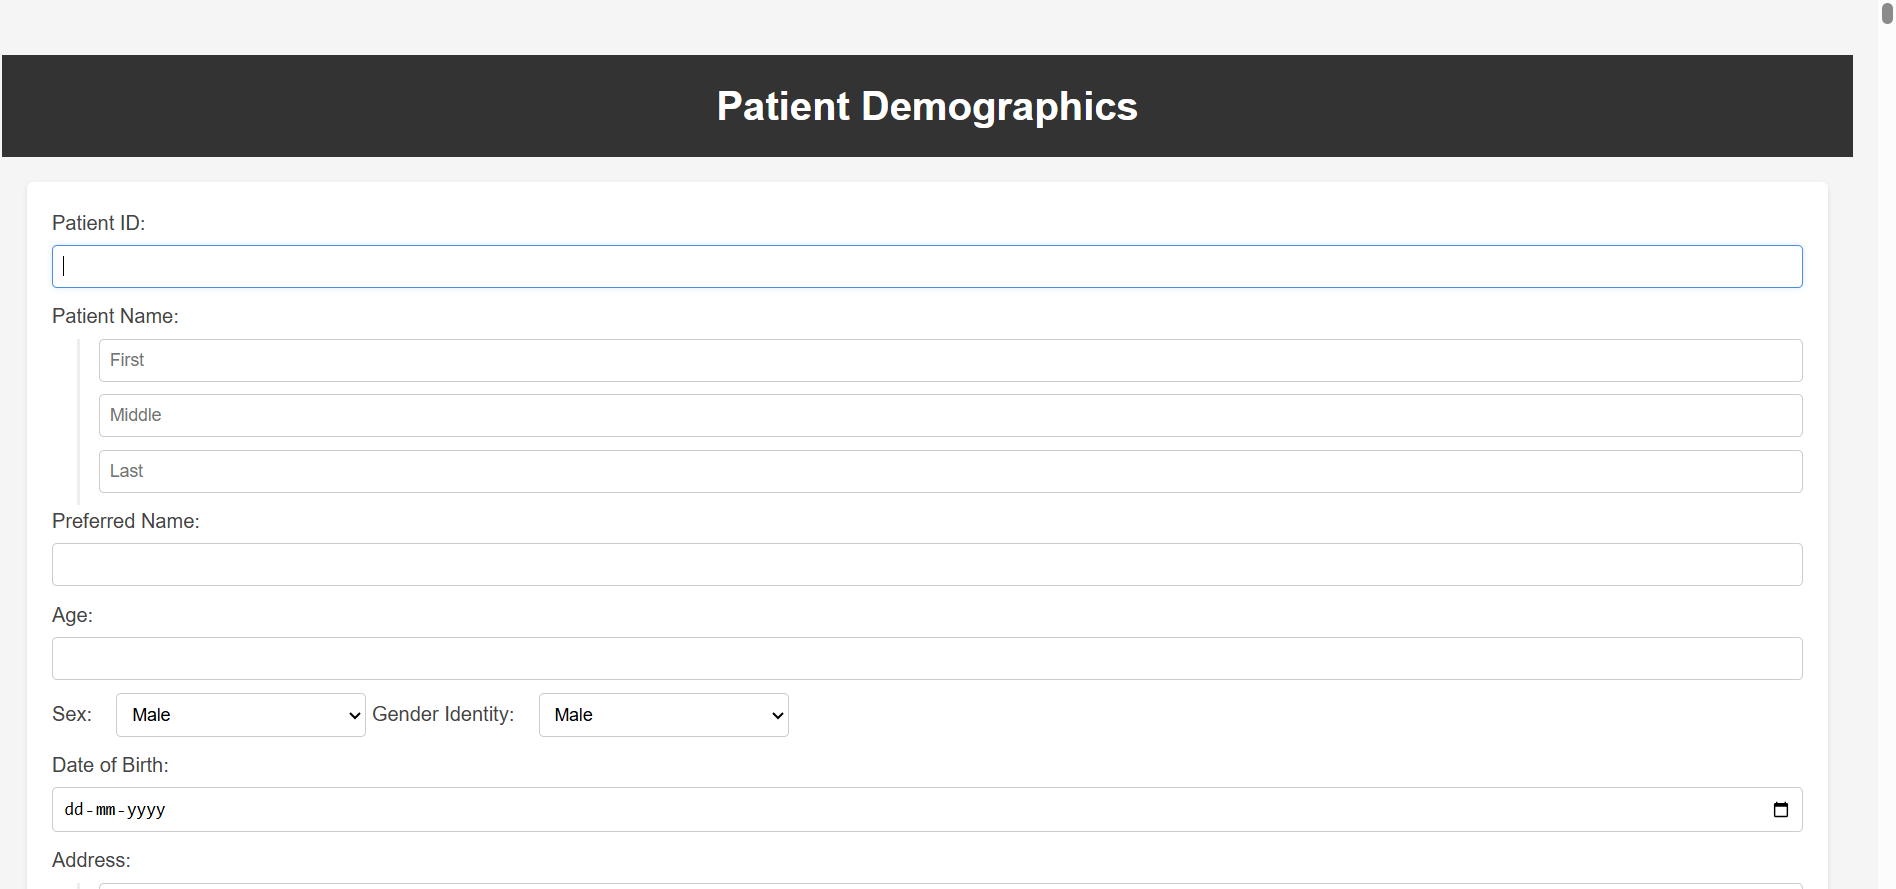 Patient Demographics
Patient ID:
Patient Name:
First
Middle
Last
Preferred Name:
Age:
Sex: Male Gender Identity: Male
Date of Birth:
dd-mm-yyyy
Address: